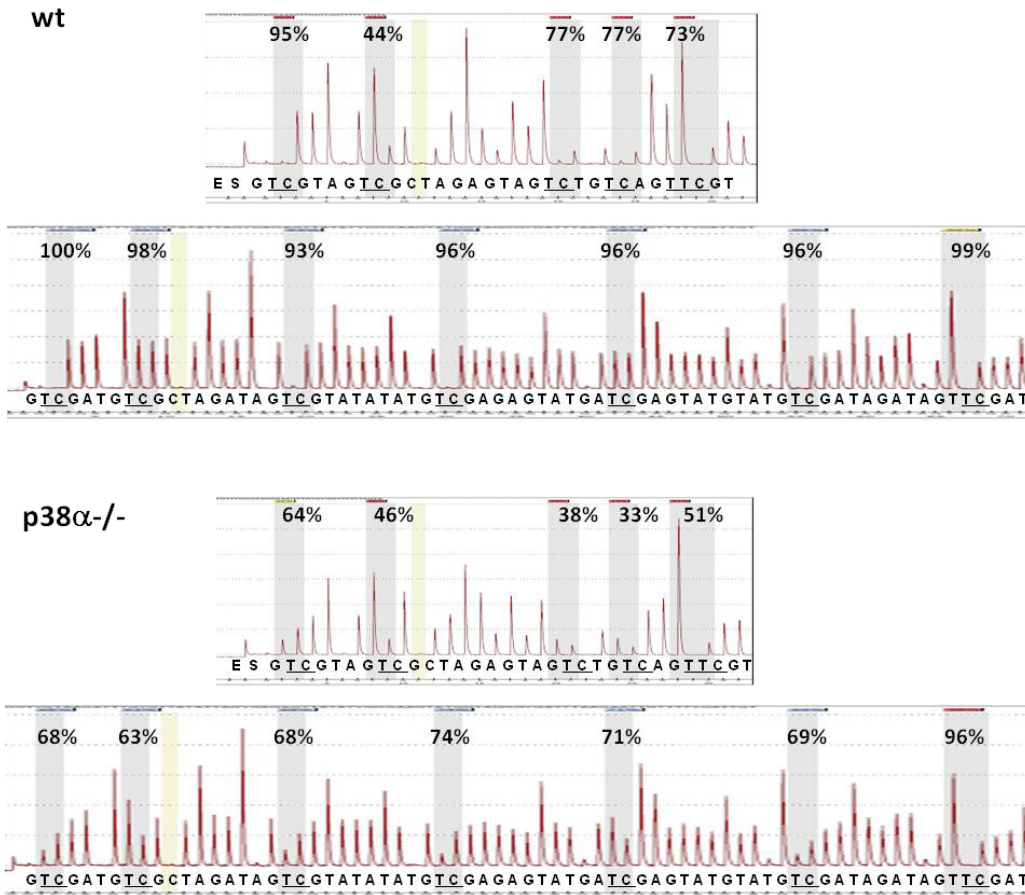 wt
95% 44% 77% 77% 73%
E S G T C G T A G T C G C T A G A G T A G T C T G T C A G T T C G T
100% 98% 93% 96% 96% 96% 99%
G T C G A T G T C G C T A G A T A G T C G T A T A T A T G T C G A G A G T A T G A T C G A G T A T G T A T G T C G A T A G A T A G T T C G A T
p38α-/-
64% 46% 38% 33% 51%
E S G T C G T A G T C G C T A G A G T A G T C T G T C A G T T C G T
68% 63% 68% 74% 71% 69% 96%
G T C G A T G T C G C T A G A T A G T C G T A T A T A T G T C G A G A G T A T G A T C G A G T A T G T A T G T C G A T A G A T A G T T C G A T